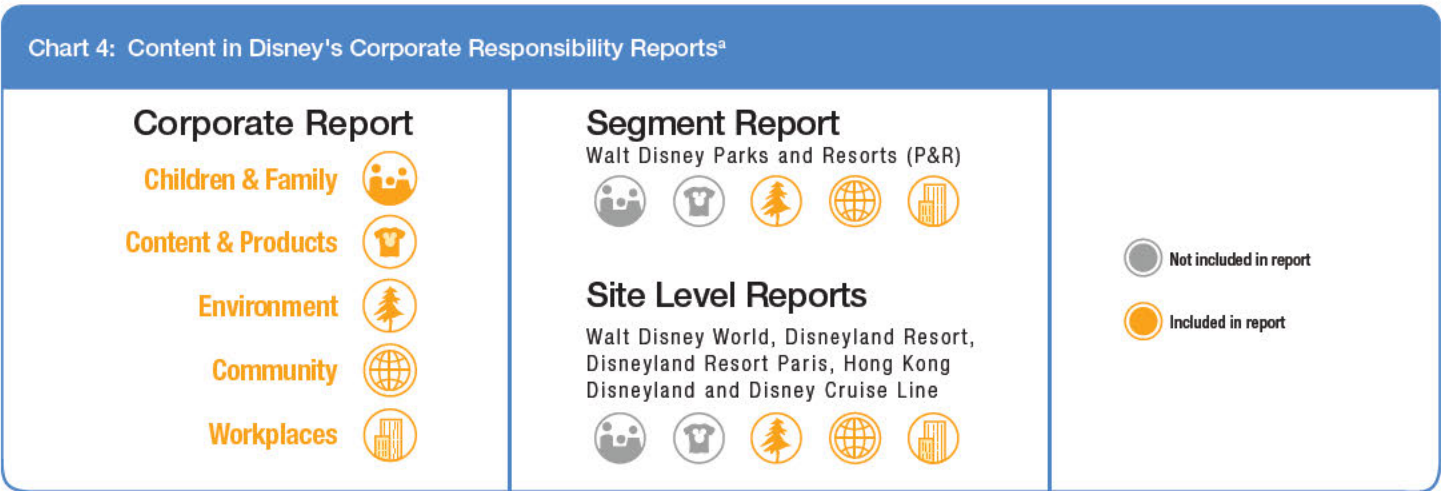 Chart 4: Content in Disney's Corporate Responsibility Reportsª
Corporate Report
Children & Family
Content & Products
Environment
Community
Workplaces
Segment Report
Walt Disney Parks and Resorts (P&R)
Site Level Reports
Walt Disney World, Disneyland Resort,
Disneyland Resort Paris, Hong Kong
Disneyland and Disney Cruise Line
Not included in report
Included in report